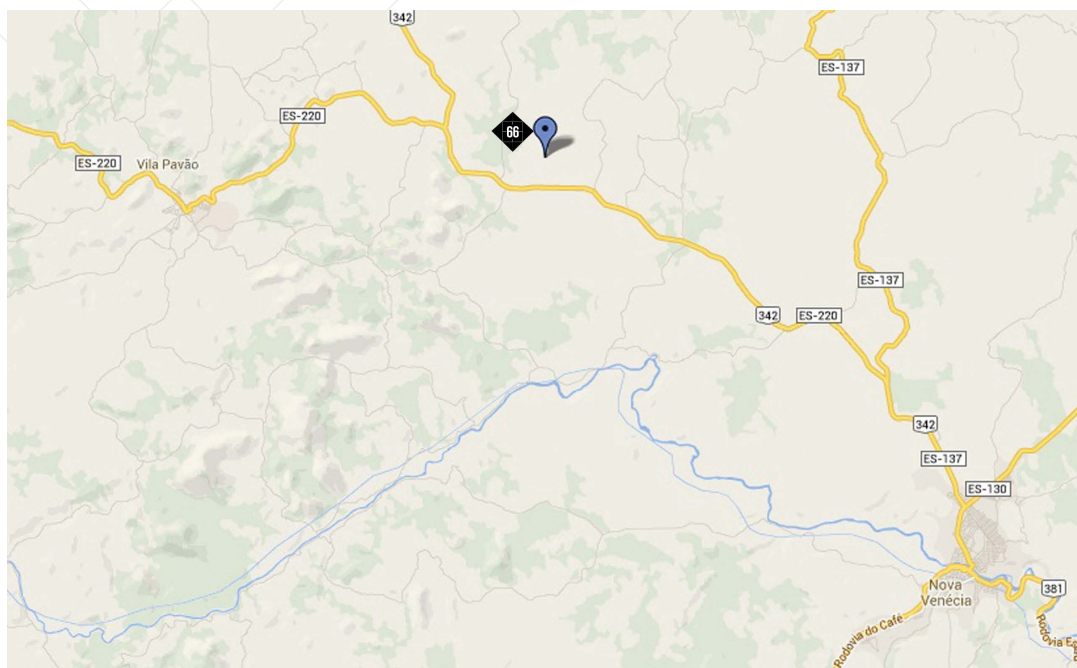 342
ES-137
ES-220
66
ES-220
Vila Pavão
ES-137
342
ES-220
342
ES-137
ES-130
Nova
Venécia
381
Rodovia do Café
Rodovia